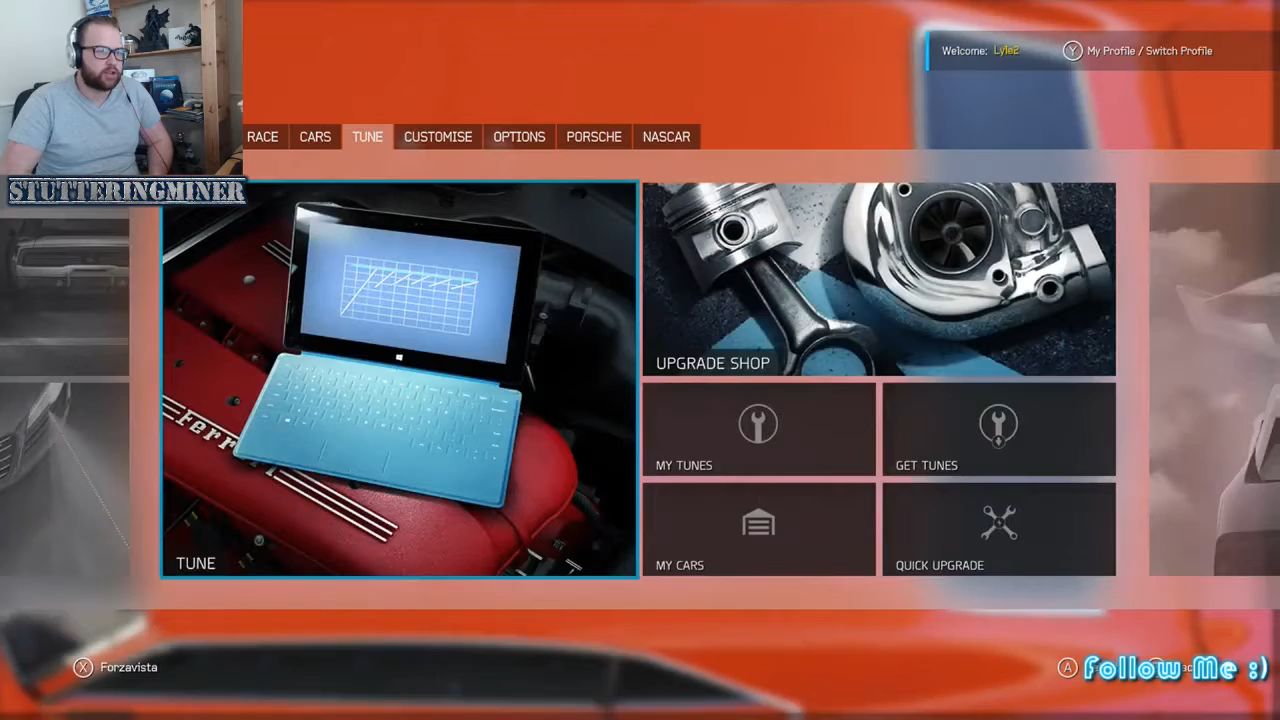 Welcome: Lyle2
Y My Profile / Switch Profile
RACE CARS TUNE CUSTOMISE OPTIONS PORSCHE NASCAR
STUTTERINGMINER
UPGRADE SHOP
MY TUNES
GET TUNES
Ferr
TUNE
MY CARS
QUICK UPGRADE
X Forzavista
A
Follow Me :)